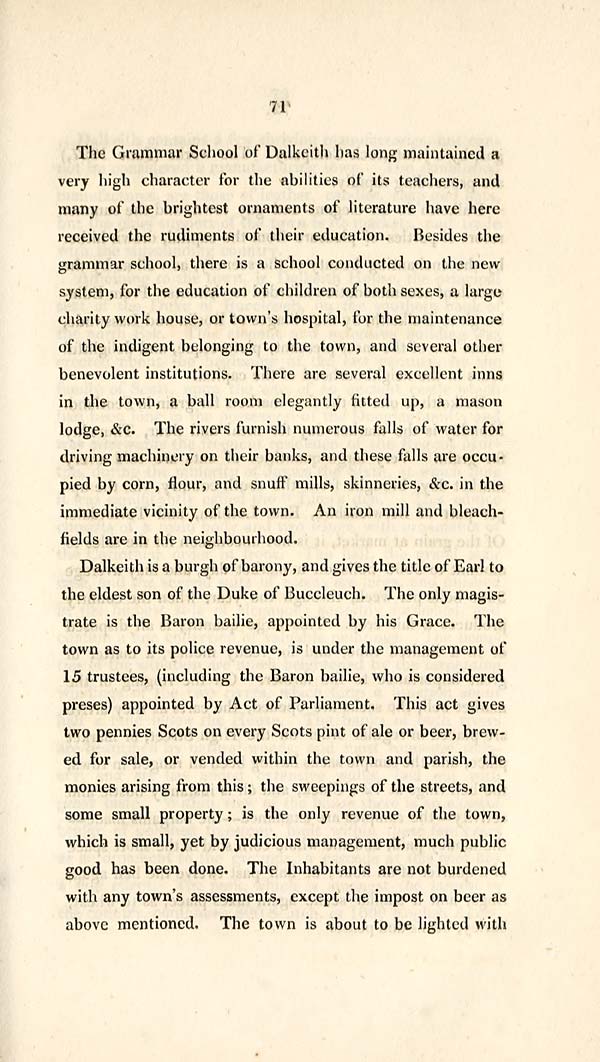 71
The Grammar School of Dalkeith has long maintained a
very high character for the abilities of its teachers, and
many of the brightest ornaments of literature have here
received the rudiments of their education. Besides the
grammar school, there is a school conducted on the new
system, for the education of children of both sexes, a large
charity work house, or town's hospital, for the maintenance
of the indigent belonging to the town, and several other
benevolent institutions. There are several excellent inns
in the town, a ball room elegantly fitted up, a mason
lodge, &c. The rivers furnish numerous falls of water for
driving machinery on their banks, and these falls are occu-
pied by corn, flour, and snuff mills, skinneries, &c. in the
immediate vicinity of the town. An iron mill and bleach-
fields are in the neighbourhood.
Dalkeith is a burgh of barony, and gives the title of Earl to
the eldest son of the Duke of Buccleuch. The only magis-
trate is the Baron bailie, appointed by his Grace. The
town as to its police revenue, is under the management of
15 trustees, (including the Baron bailie, who is considered
preses) appointed by Act of Parliament. This act gives
two pennies Scots on every Scots pint of ale or beer, brew-
ed for sale, or vended within the town and parish, the
monies arising from this; the sweepings of the streets, and
some small property; is the only revenue of the town,
which is small, yet by judicious management, much public
good has been done. The Inhabitants are not burdened
with any town's assessments, except the impost on beer as
above mentioned. The town is about to be lighted with